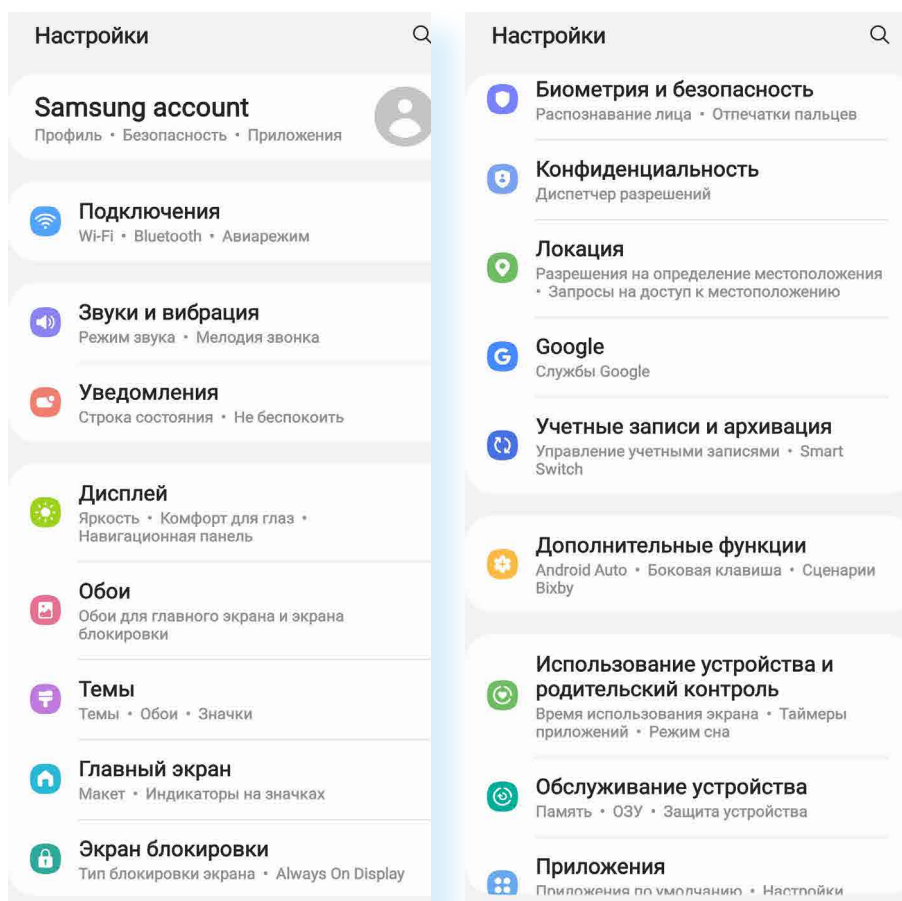 Настройки
Samsung account
Профиль • Безопасность • Приложения
Подключения
Wi-Fi • Bluetooth • Авиарежим
Звуки и вибрация
Режим звука • Мелодия звонка
Уведомления
Строка состояния • Не беспокоить
Дисплей
Яркость • Комфорт для глаз •
Навигационная панель
Обои
Обои для главного экрана и экрана
блокировки
Темы
Темы • Обои • Значки
Главный экран
Макет • Индикаторы на значках
Экран блокировки
Тип блокировки экрана • Always On Display
Настройки
Биометрия и безопасность
Распознавание лица • Отпечатки пальцев
Конфиденциальность
Диспетчер разрешений
Локация
Разрешения на определение местоположения
• Запросы на доступ к местоположению
Google
Службы Google
Учетные записи и архивация
Управление учетными записями • Smart
Switch
Дополнительные функции
Android Auto • Боковая клавиша • Сценарии
Bixby
Использование устройства и
родительский контроль
Время использования экрана • Таймеры
приложений • Режим сна
Обслуживание устройства
Память • ОЗУ • Защита устройства
Приложения
Приложения по умолчанию • Настройки